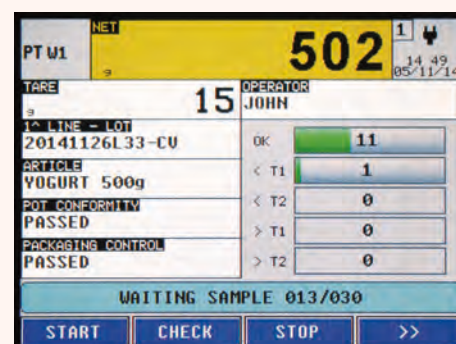 PT W1
NET
g
502
1
14 49
05/11/14
TARE
g
15
OPERATOR
JOHN
1^ LINE - LOT
20141126L33-CV
ARTICLE
YOGURT 500g
POT CONFORMITY
PASSED
PACKAGING CONTROL
PASSED
OK 11
< T1 1
< T2 0
> T1 0
> T2 0
WAITING SAMPLE 013/030
START CHECK STOP >>